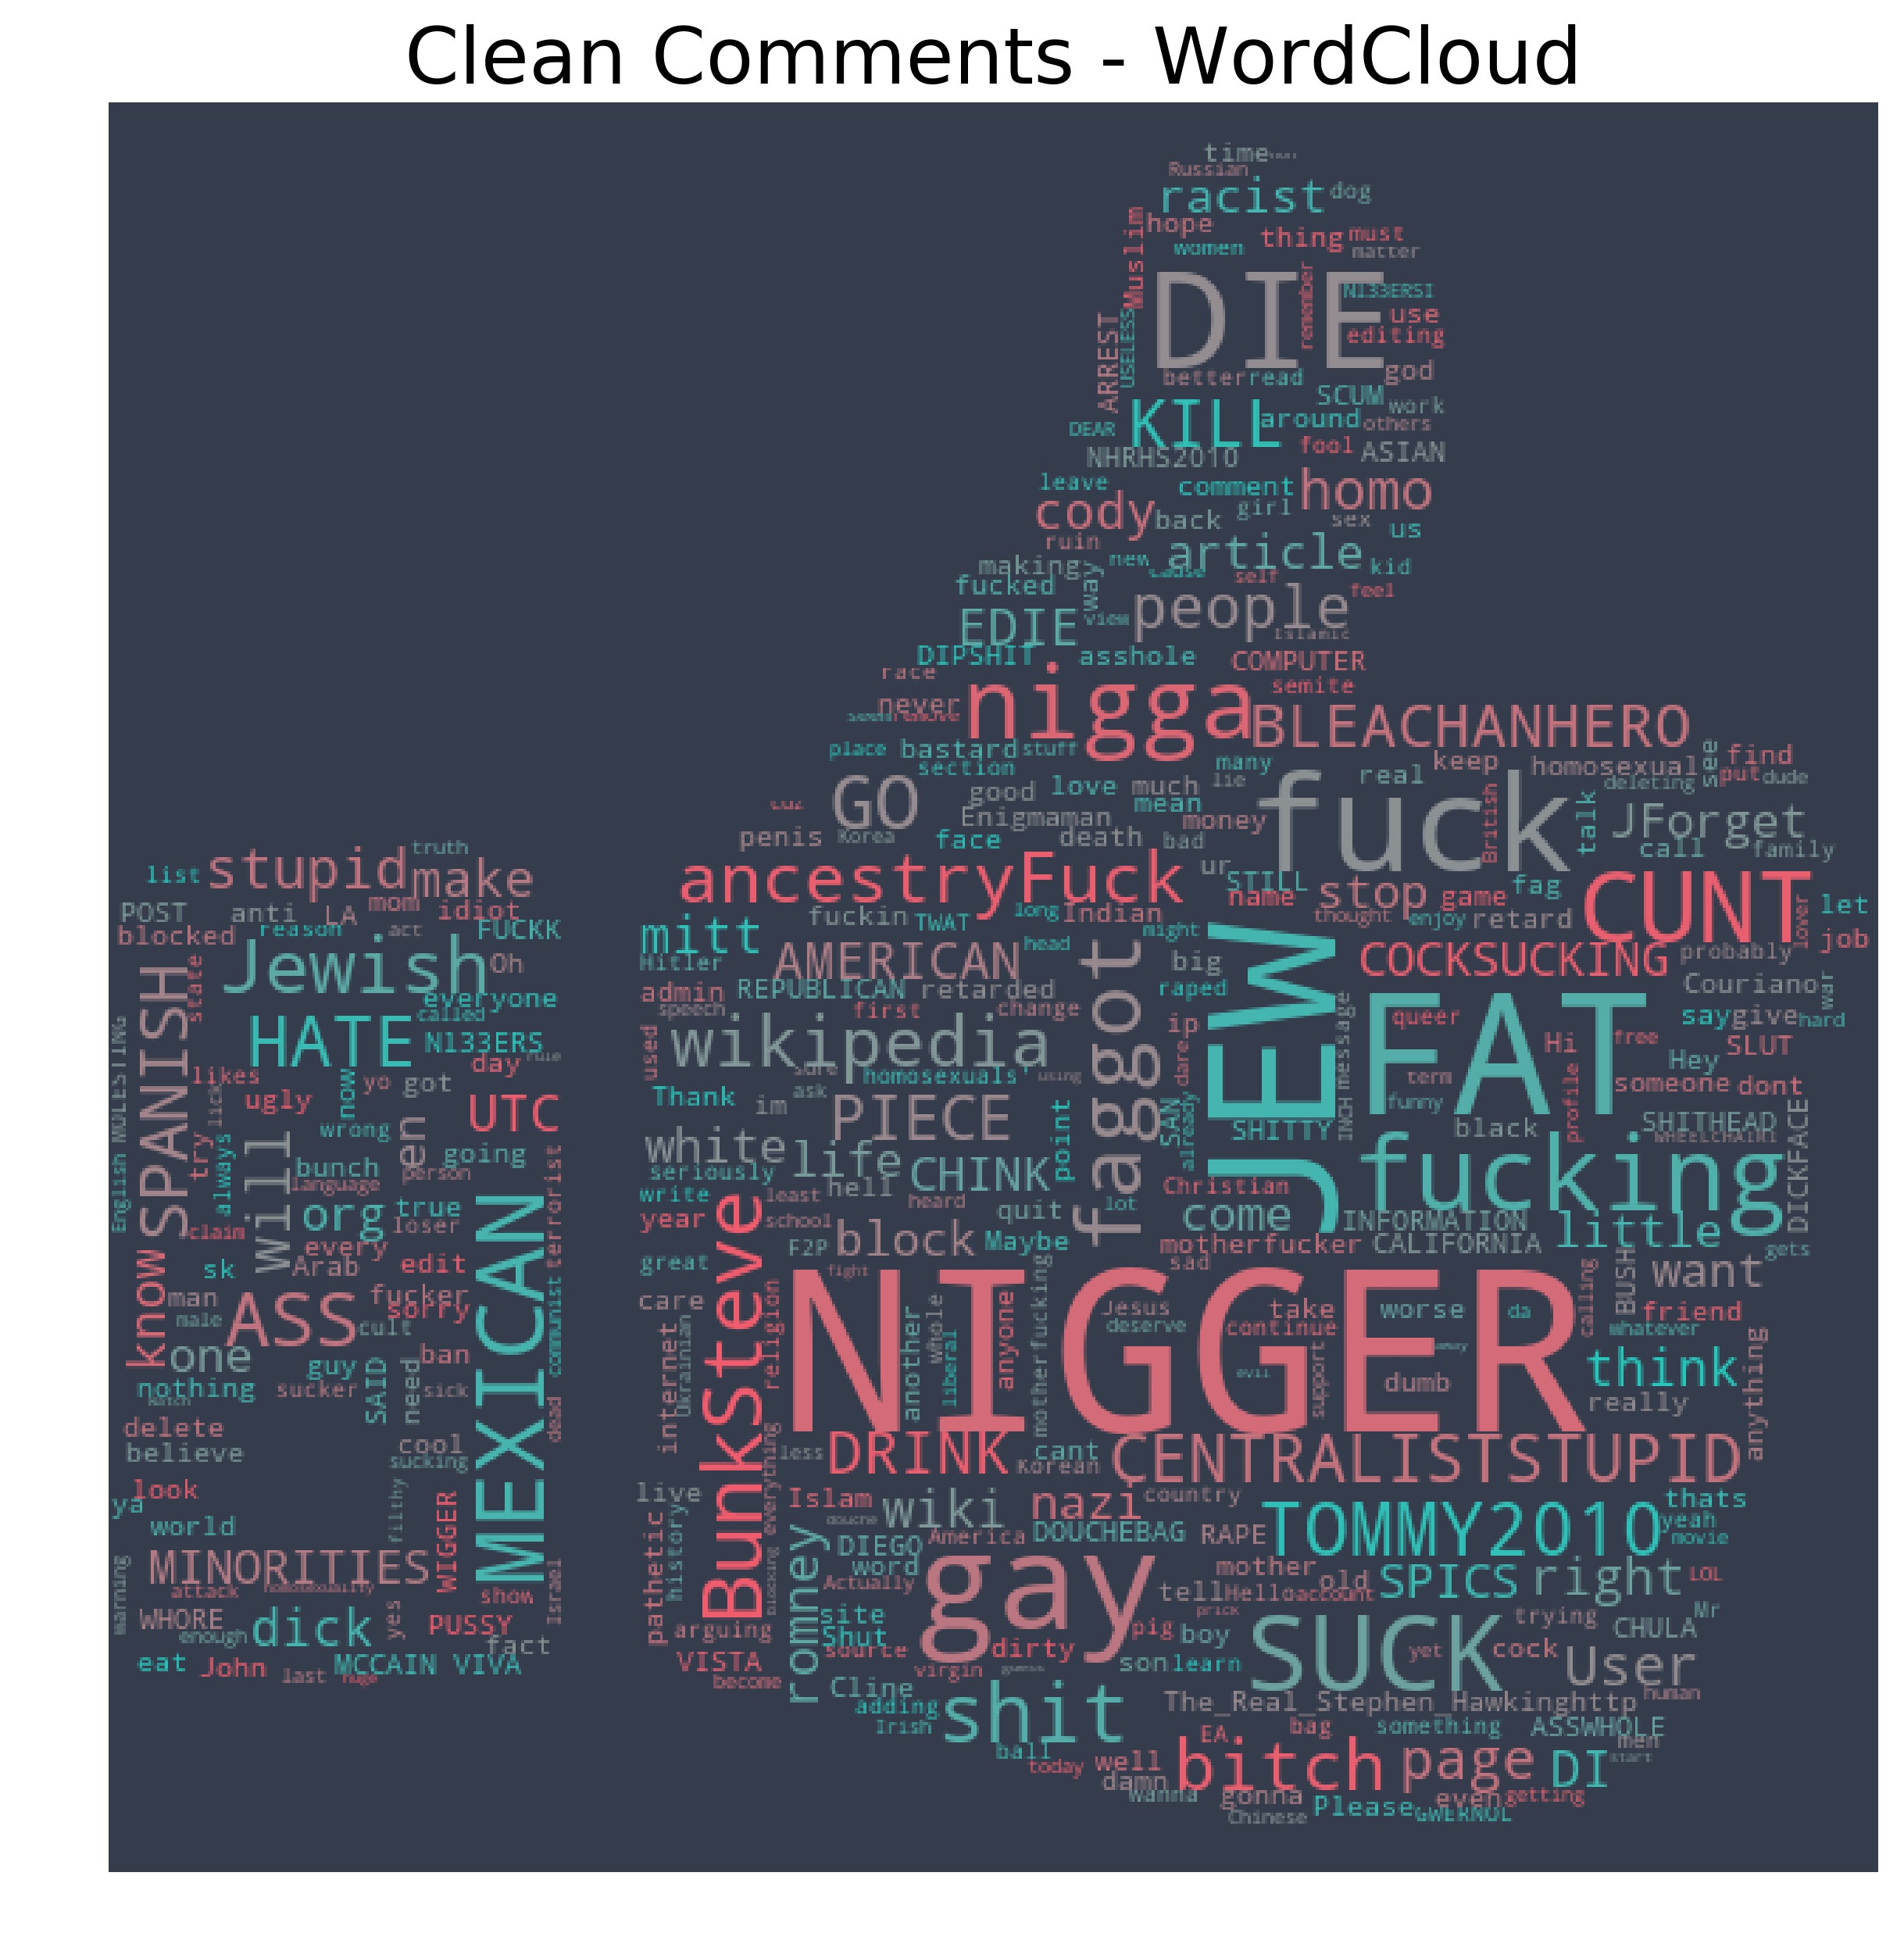 Clean Comments - WordCloud
time
Russian
racist dog
Muslim hope
women thing must
matter
DIE N133ERSI
remember use
editing
ARREST USELESS
better read god
SCUM work
KILL around others
DEAR fool ASIAN
NHRHS2010
leave comment homo
cody back girl sex us
ruin article
making new Cause kid
fucked way self feel
EDIE view people
Islamic
DIPSHIT asshole COMPUTER
race semite
never nigga BLEACHANHERO
place bastard stuff many keep homosexual see find
section real deleting put dude
GO good love much lie
Enigmaman mean money fuck British talk JForget
penis Korea face death bad call family
truth
list stupid make ancestryFuck ur STILL stop game fag CUNT let
name thought enjoy retard lover job
POST anti LA mom idiot fuckin TWAT long Indian
blocked reason act FUCKK mitt head might
Jewish Oh Hitler AMERICAN faggot big JEW COCKSUCKING probably
state everyone admin REPUBLICAN retarded raped Couriano war
called speech first change
SPANISH HATE N133ERS used wikipedia ip FAT queer say give hard
day rule message Hi free Hey SLUT
likes Sure homosexuals' using dare term someone dont
English MOLESTING ugly now yo got Thank im ask funny profile
lick UTC PIECE SAN IMCH SHITHEAD
try wrong en white point already SHITTY black WHEELCHAIR!
always will bunch going seriously life CHINK fucking DICKFACE
language person write least hell heard Christian
org true year school quit lot come INFORMATION little
claim loser F2P block Maybe motherfucker CALIFORNIA gets
every terrorist great sad
know sk Arab edit MEXICAN BunkSteve NIGGER BUSH want
man fucker care fight motherfucking calling
male ASS sorry religion Jesus take worse da friend
cult communist internet Ukrainian another whole anyone deserve continue whatever
one guy ban liberal evil support dumb think
nothing sucker SAID need sick really anything
delete dead everything less DRINK Korean cant CENTRALISTSTUPID
believe cool sucking
look filthy live Islam wiki nazi country thats
ya WIGGER douche America DOUCHEBAG RAPE TOMMY2010 yeah
world pathetic history DIEGO movie
MINORITIES Blocking word gay mother old SPICS right LOL
warning attack homosexuality show Israel romney Actually tell Hello account
WHORE yes PUSSY site prick trying Mr
enough dick fact arguing Shut pig boy SUCK yet cock CHULA
eat John last huge MCCAIN VIVA VISTA source dirty son learn User
become virgin
Cline shit The_Real_Stephen_Hawkinghttp human
adding Irish EA bag something ASSWHOLE
ball men start
today well bitch page DI
damn wanna gonna even getting
Chinese Please GWERNOL